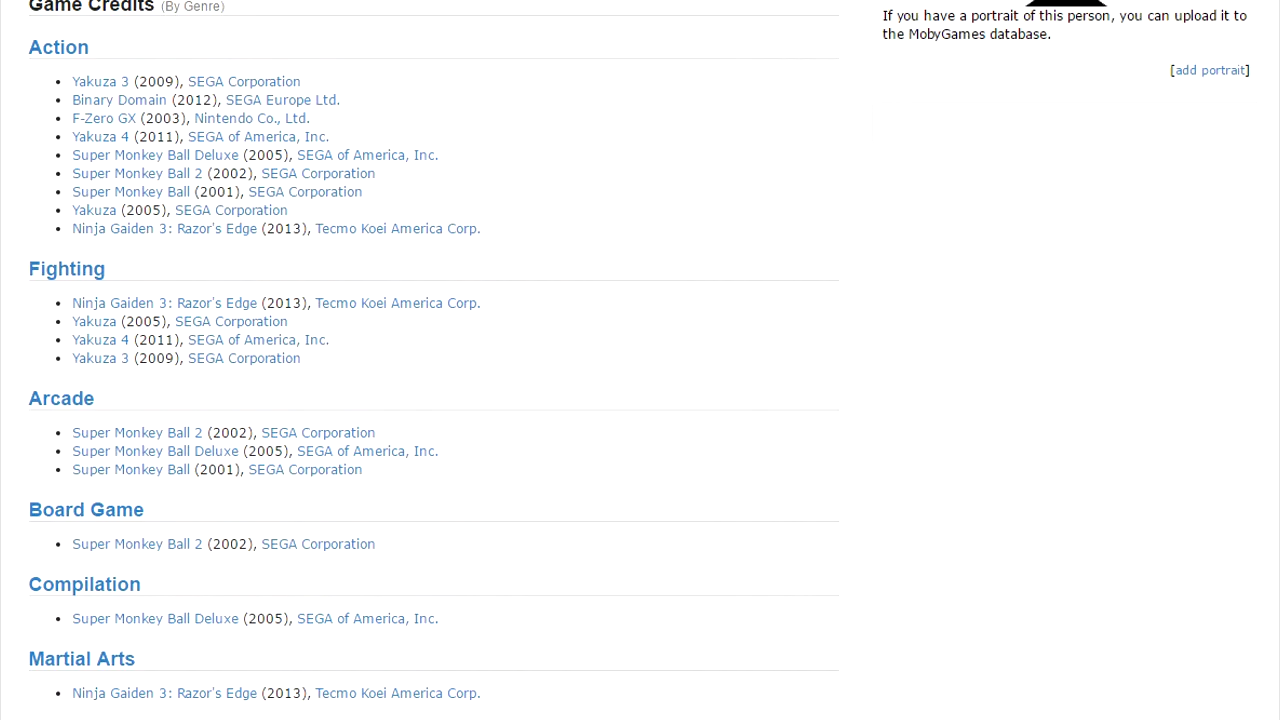 Game Credits (By Genre)
If you have a portrait of this person, you can upload it to
the MobyGames database.
[add portrait]
Action
• Yakuza 3 (2009), SEGA Corporation
• Binary Domain (2012), SEGA Europe Ltd.
• F-Zero GX (2003), Nintendo Co., Ltd.
• Yakuza 4 (2011), SEGA of America, Inc.
• Super Monkey Ball Deluxe (2005), SEGA of America, Inc.
• Super Monkey Ball 2 (2002), SEGA Corporation
• Super Monkey Ball (2001), SEGA Corporation
• Yakuza (2005), SEGA Corporation
• Ninja Gaiden 3: Razor's Edge (2013), Tecmo Koei America Corp.
Fighting
• Ninja Gaiden 3: Razor's Edge (2013), Tecmo Koei America Corp.
• Yakuza (2005), SEGA Corporation
• Yakuza 4 (2011), SEGA of America, Inc.
• Yakuza 3 (2009), SEGA Corporation
Arcade
• Super Monkey Ball 2 (2002), SEGA Corporation
• Super Monkey Ball Deluxe (2005), SEGA of America, Inc.
• Super Monkey Ball (2001), SEGA Corporation
Board Game
• Super Monkey Ball 2 (2002), SEGA Corporation
Compilation
• Super Monkey Ball Deluxe (2005), SEGA of America, Inc.
Martial Arts
• Ninja Gaiden 3: Razor's Edge (2013), Tecmo Koei America Corp.